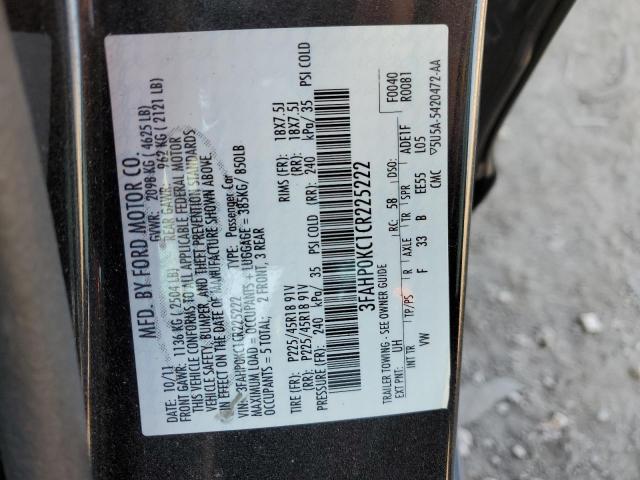 MFD. BY FORD MOTOR CO.
DATE: 10/11 GVWR: 2098 KG ( 4625 LB)
FRONT GAWR: 1136 KG (2504 LB) REAR GAWR: 962 KG ( 2121 LB)
THIS VEHICLE CONFORMS TO ALL APPLICABLE FEDERAL MOTOR
VEHICLE SAFETY, BUMPER, AND THEFT PREVENTION STANDARDS
IN EFFECT ON THE DATE OF MANUFACTURE SHOWN ABOVE.
VIN: 3FAHP0KC1CR225222 TYPE: Passenger Car
MAXIMUM LOAD = OCCUPANTS + LUGGAGE = 385KG/ 850LB
OCCUPANTS = 5 TOTAL, 2 FRONT, 3 REAR
TIRE (FR): P225/45R18 91V RIMS (FR): 18X7.5J
P225/45R18 91V (RR): 18X7.5J
PRESSURE (FR): 240 kPa/ 35 PSI COLD (RR): 240 kPa/ 35 PSI COLD
3FAHP0KC1CR225222
TRAILER TOWING - SEE OWNER GUIDE F0040
EXT PNT: UH RC: 58 DSO: R0081
TP/PS R AXLE TR SPR ADE1F
INT F 33 B EE55 L05
VW CMC ▽5U5A-5420472-AA